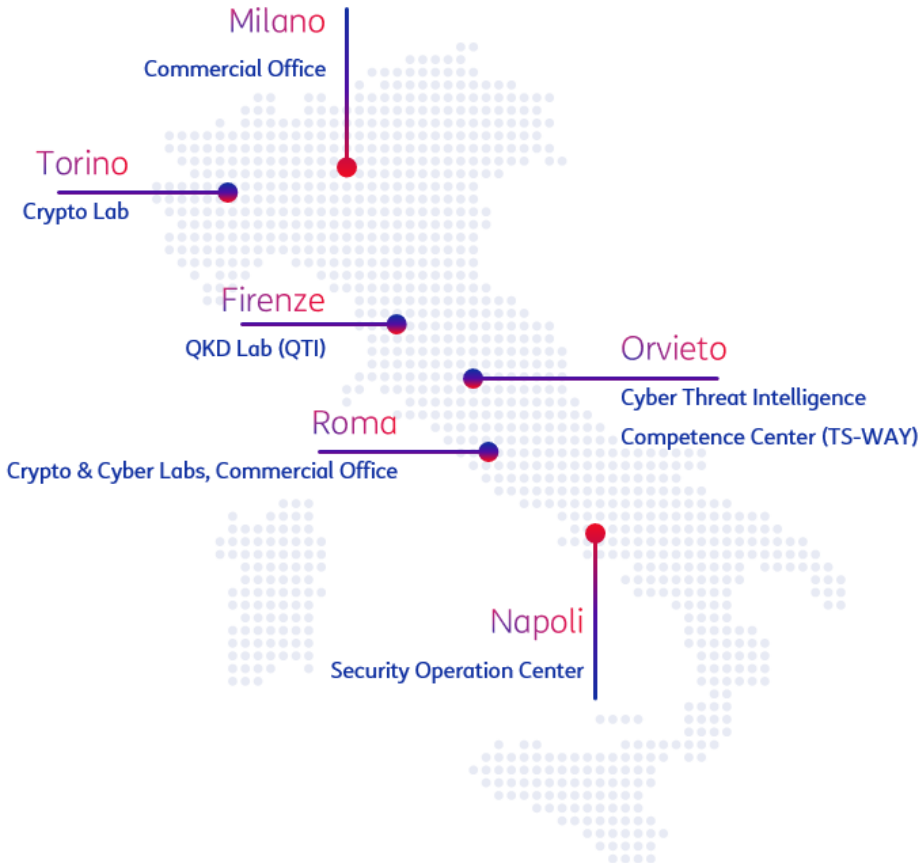 Milano
Commercial Office
Torino
Crypto Lab
Firenze
QKD Lab (QTI)
Orvieto
Cyber Threat Intelligence
Competence Center (TS-WAY)
Roma
Crypto & Cyber Labs, Commercial Office
Napoli
Security Operation Center